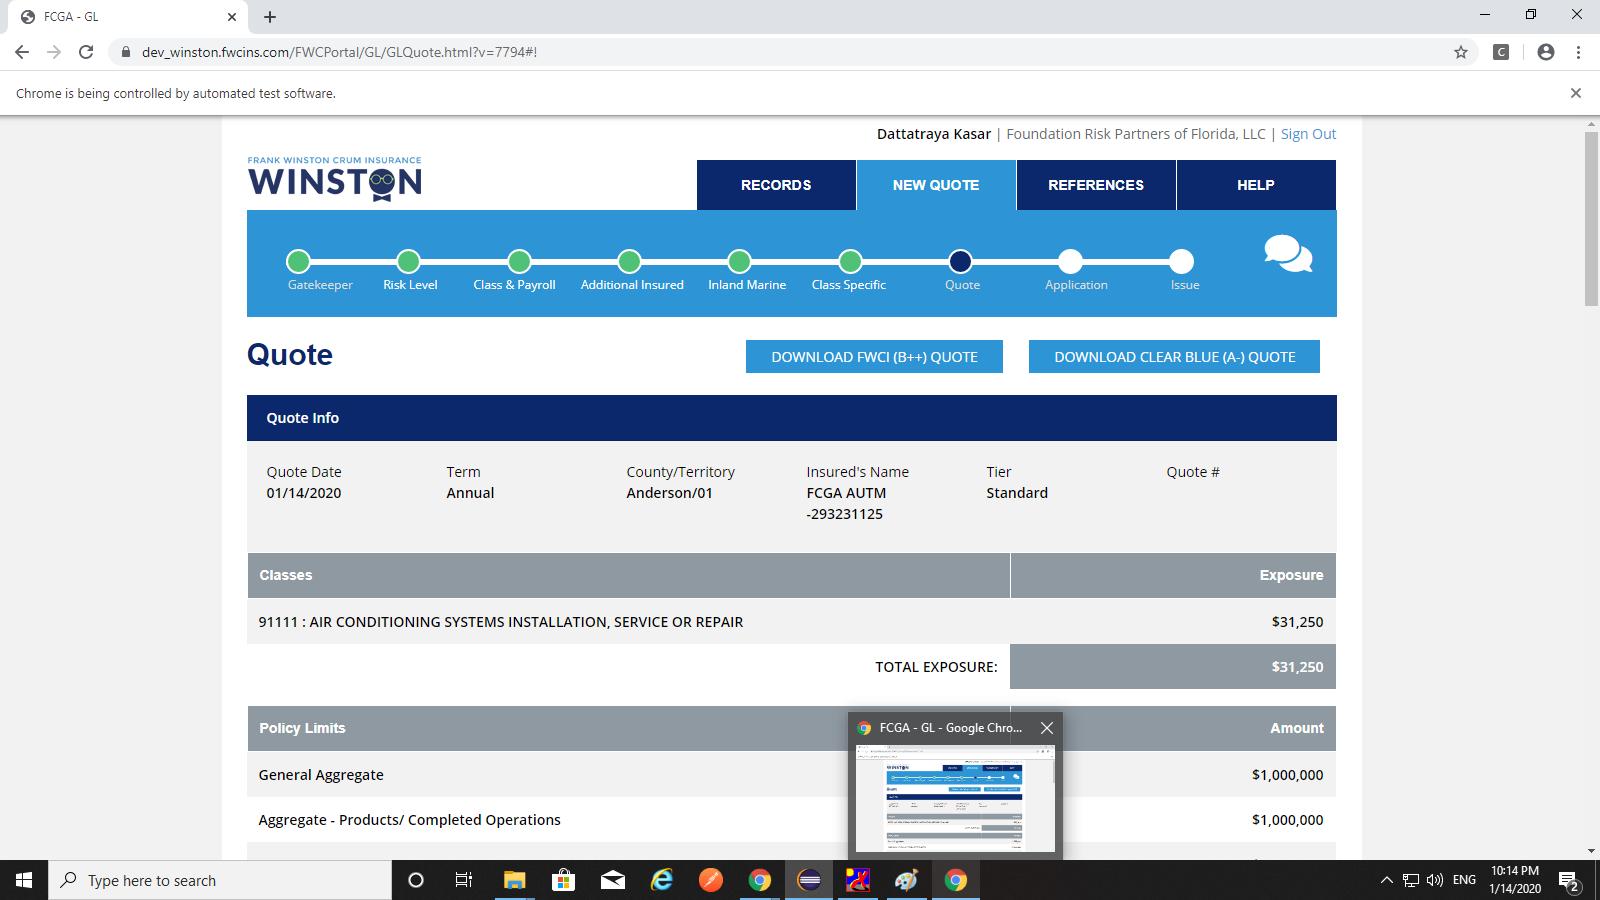 FCGA - GL
dev_winston.fwcins.com/FWCPortal/GL/GLQuote.html?v=7794#!
C
Chrome is being controlled by automated test software.
Dattatraya Kasar | Foundation Risk Partners of Florida, LLC | Sign Out
FRANK WINSTON CRUM INSURANCE
WINSTON
RECORDS NEW QUOTE REFERENCES HELP
Gatekeeper Risk Level Class & Payroll Additional Insured Inland Marine Class Specific Quote Application Issue
Quote DOWNLOAD FWCI (B++) QUOTE DOWNLOAD CLEAR BLUE (A-) QUOTE
Quote Info
Quote Date Term County/Territory Insured's Name Tier Quote #
01/14/2020 Annual Anderson/01 FCGA AUTM Standard
-293231125
Classes Exposure
91111 : AIR CONDITIONING SYSTEMS INSTALLATION, SERVICE OR REPAIR $31,250
TOTAL EXPOSURE: $31,250
Policy Limits Amount
FCGA - GL - Google Chro...
General Aggregate $1,000,000
Aggregate - Products/ Completed Operations $1,000,000
Type here to search
ENG
10:14 PM
1/14/2020
2